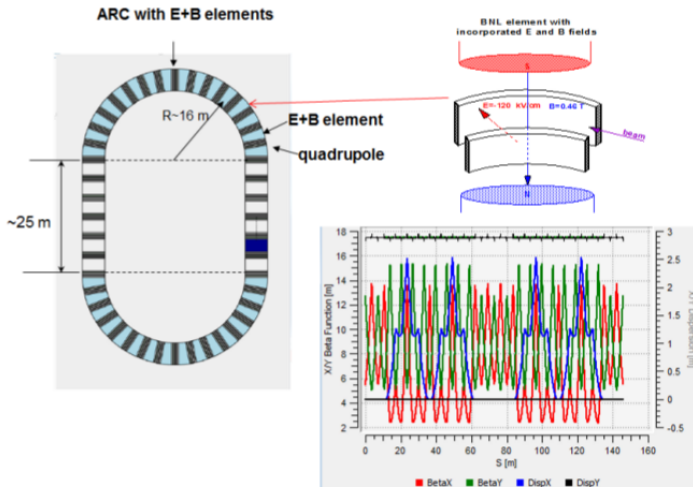 ARC with E+B elements
BNL element with
incorporated E and B fields
S
E=-120 kV/cm
B=0.46 T
beam
N
R~16 m
E+B element
quadrupole
~25 m
X/Y Beta Function [m]
18
16
14
12
10
8
6
4
2
3
2.5
2
1.5
1
0.5
0
-0.5
X/Y Dispersion [m]
0 20 40 60 80 100 120 140 160
S [m]
BetaX BetaY DispX DispY